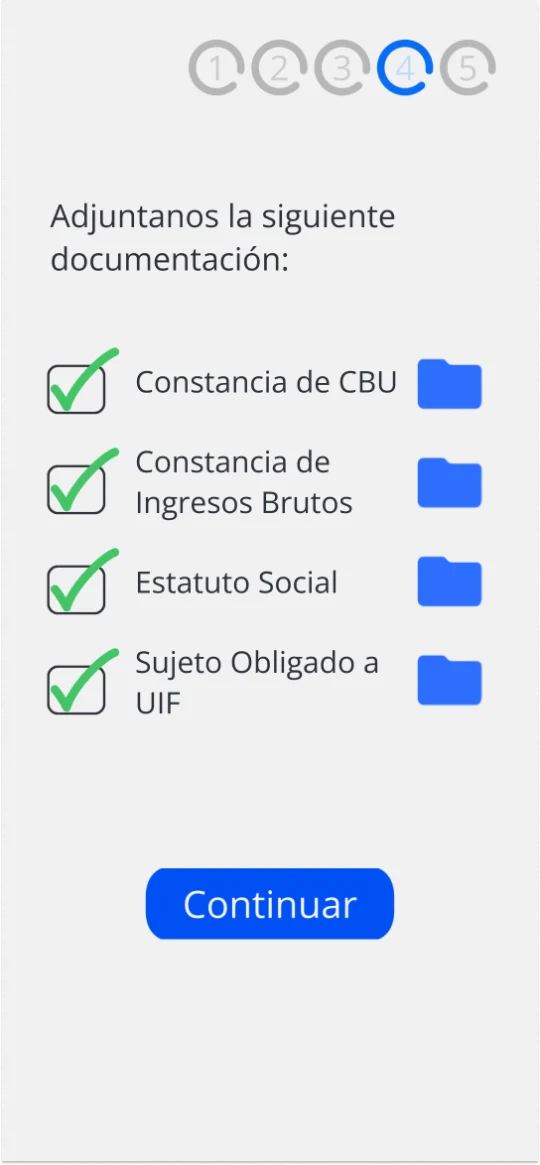 1 2 3 4 5
Adjuntanos la siguiente
documentación:
Constancia de CBU
Constancia de
Ingresos Brutos
Estatuto Social
Sujeto Obligado a
UIF
Continuar